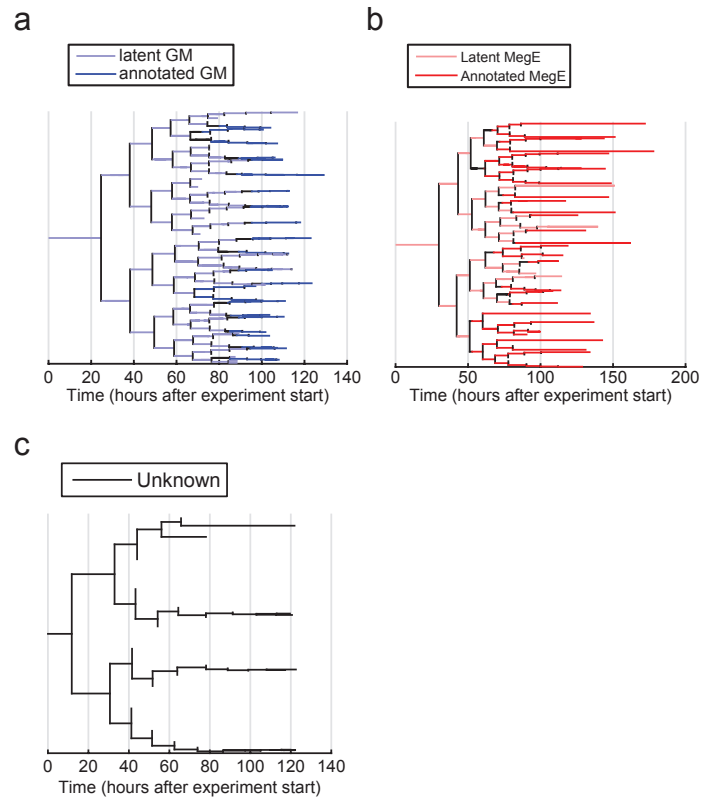 a
latent GM
annotated GM
0 20 40 60 80 100 120 140
Time (hours after experiment start)
b
Latent MegE
Annotated MegE
0 50 100 150 200
Time (hours after experiment start)
c
Unknown
0 20 40 60 80 100 120 140
Time (hours after experiment start)